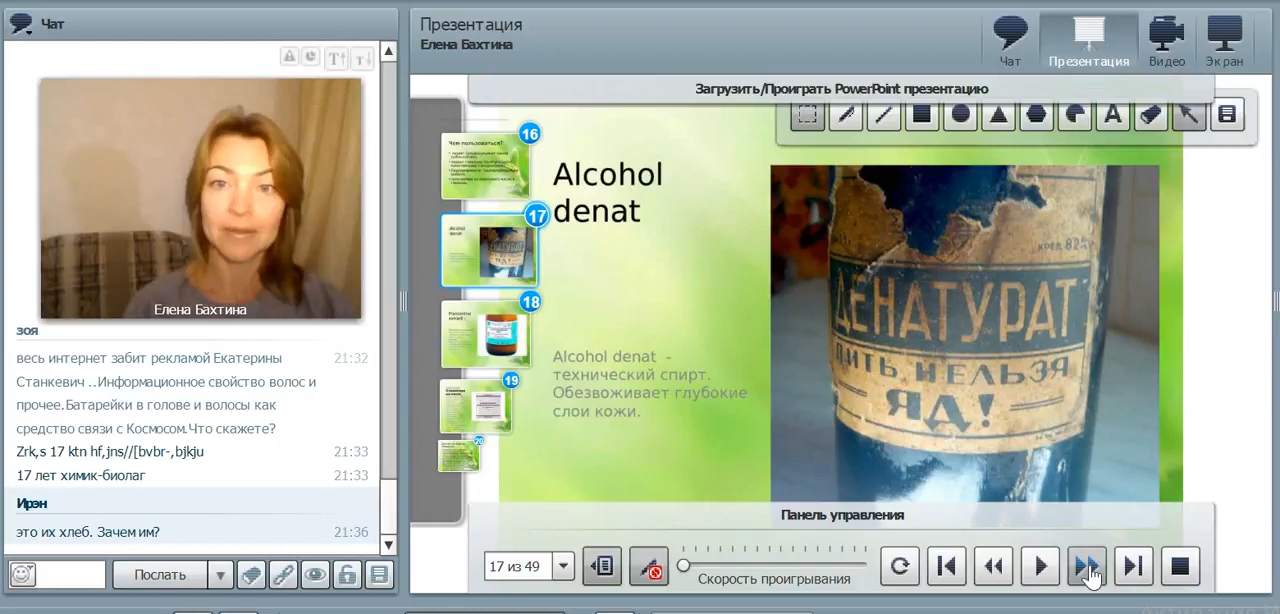 Чат
Елена Бахтина
зоя
весь интернет забит рекламой Екатерины 21:32
Станкевич ..Информационное свойство волос и
прочее.Батарейки в голове и волосы как
средство связи с Космосом.Что скажете?
Zrk,s 17 ktn hf,jns//[bvbr-,bjkju 21:33
17 лет химик-биолаг 21:33
Ирэн
это их хлеб. Зачем им? 21:36
Послать
Презентация
Елена Бахтина
Чат
Презентация
Видео
Экран
Загрузить/Проиграть PowerPoint презентацию
A
16
Чем пользоваться?
17
Alcohol
denat
18
19
20
Alcohol
denat
Alcohol denat -
технический спирт.
Обезвоживает глубокие
слои кожи.
ДЕНАТУРАТ
ПИТЬ НЕЛЬЗЯ
ЯД!
Панель управления
17 из 49
Скорость проигрывания